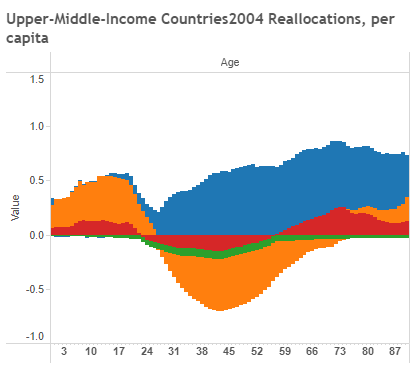 Upper-Middle-Income Countries2004 Reallocations, per
capita
Age
1.5
1.0
0.5
0.0
-0.5
-1.0
Value
3 10 17 24 31 38 45 52 59 66 73 80 87